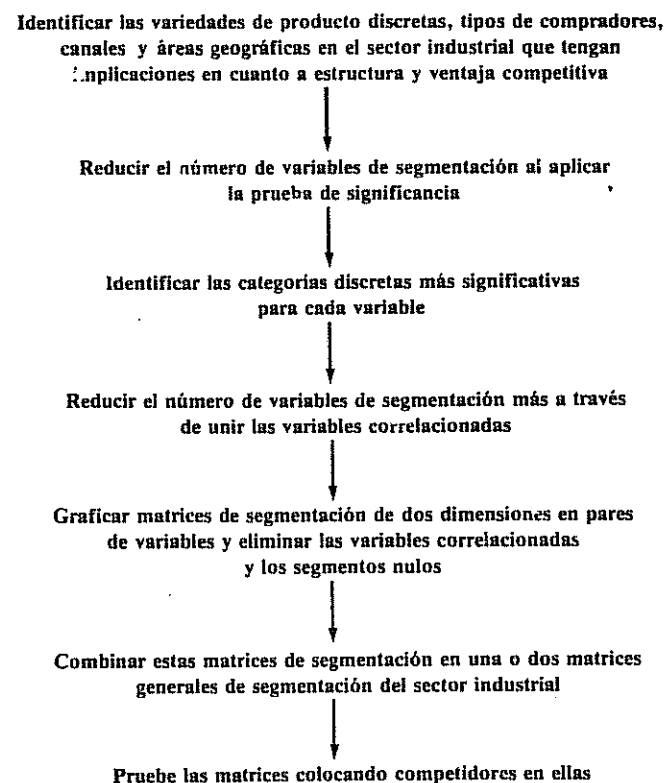 Identificar las variedades de producto discretas, tipos de compradores,
canales y áreas geográficas en el sector industrial que tengan
implicaciones en cuanto a estructura y ventaja competitiva
Reducir el número de variables de segmentación al aplicar
la prueba de significancia
Identificar las categorías discretas más significativas
para cada variable
Reducir el número de variables de segmentación más a través
de unir las variables correlacionadas
Graficar matrices de segmentación de dos dimensiones en pares
de variables y eliminar las variables correlacionadas
y los segmentos nulos
Combinar estas matrices de segmentación en una o dos matrices
generales de segmentación del sector industrial
Pruebe las matrices colocando competidores en ellas